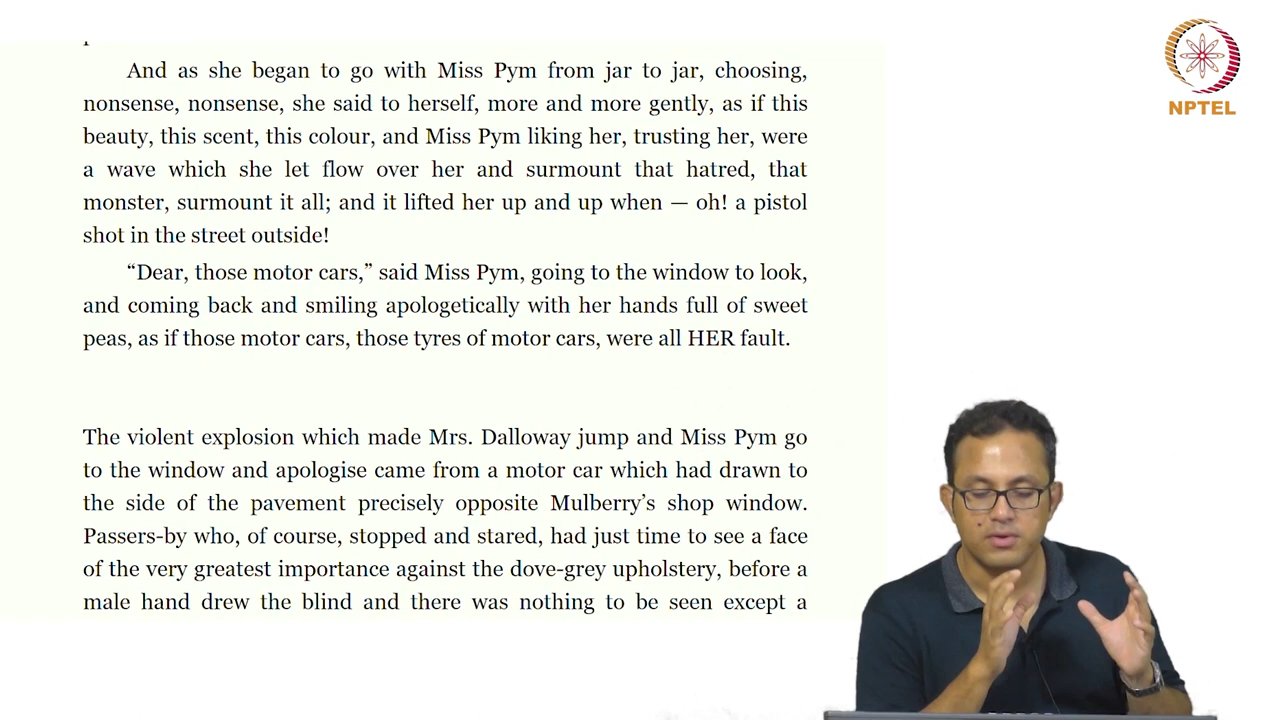 And as she began to go with Miss Pym from jar to jar, choosing,
nonsense, nonsense, she said to herself, more and more gently, as if this
beauty, this scent, this colour, and Miss Pym liking her, trusting her, were
a wave which she let flow over her and surmount that hatred, that
monster, surmount it all; and it lifted her up and up when — oh! a pistol
shot in the street outside!
“Dear, those motor cars,” said Miss Pym, going to the window to look,
and coming back and smiling apologetically with her hands full of sweet
peas, as if those motor cars, those tyres of motor cars, were all HER fault.
The violent explosion which made Mrs. Dalloway jump and Miss Pym go
to the window and apologise came from a motor car which had drawn to
the side of the pavement precisely opposite Mulberry’s shop window.
Passers-by who, of course, stopped and stared, had just time to see a face
of the very greatest importance against the dove-grey upholstery, before a
male hand drew the blind and there was nothing to be seen except a
NPTEL